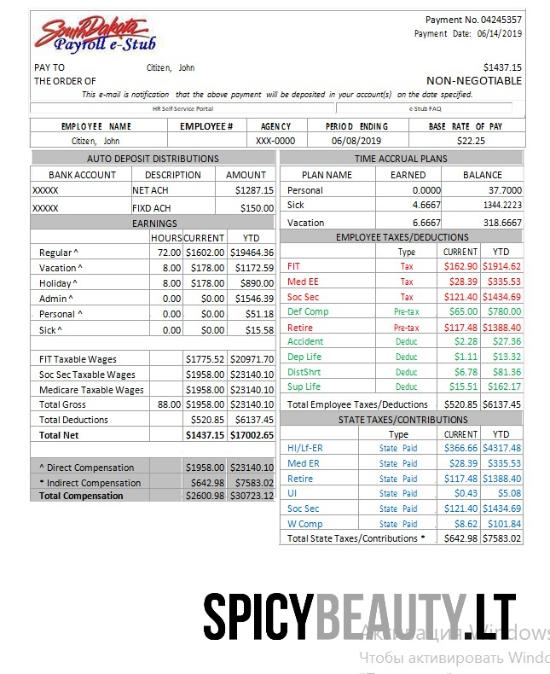 South Dakota
Payroll e-Stub
Payment No. 04245357
Payment Date: 06/14/2019
PAY TO Citizen, John $1437.15
THE ORDER OF NON-NEGOTIABLE
This e-mail is notification that the above payment will be deposited in your account(s) on the date specified.
HR Self-Service Portal e-Stub FAQ
EMPLOYEE NAME EMPLOYEE # AGENCY PERIOD ENDING BASE RATE OF PAY
Citizen, John XXX-0000 06/08/2019 $22.25
AUTO DEPOSIT DISTRIBUTIONS
BANK ACCOUNT DESCRIPTION AMOUNT
XXXXX NET ACH $1287.15
XXXXX FIXD ACH $150.00
EARNINGS
HOURS CURRENT YTD
Regular ^ 72.00 $1602.00 $19464.36
Vacation ^ 8.00 $178.00 $1172.59
Holiday ^ 8.00 $178.00 $890.00
Admin ^ 0.00 $0.00 $1546.39
Personal ^ 0.00 $0.00 $51.18
Sick ^ 0.00 $0.00 $15.58
FIT Taxable Wages $1775.52 $20971.70
Soc Sec Taxable Wages $1958.00 $23140.10
Medicare Taxable Wages $1958.00 $23140.10
Total Gross 88.00 $1958.00 $23140.10
Total Deductions $520.85 $6137.45
Total Net $1437.15 $17002.65
^ Direct Compensation $1958.00 $23140.10
* Indirect Compensation $642.98 $7583.02
Total Compensation $2600.98 $30723.12
TIME ACCRUAL PLANS
PLAN NAME EARNED BALANCE
Personal 0.0000 37.7000
Sick 4.6667 1344.2223
Vacation 6.6667 318.6667
EMPLOYEE TAXES/DEDUCTIONS
Type CURRENT YTD
FIT Tax $162.90 $1914.62
Med EE Tax $28.39 $335.53
Soc Sec Tax $121.40 $1434.69
Def Comp Pre-tax $65.00 $780.00
Retire Pre-tax $117.48 $1388.40
Accident Deduc $2.28 $27.36
Dep Life Deduc $1.11 $13.32
DistShrt Deduc $6.78 $81.36
Sup Life Deduc $15.51 $162.17
Total Employee Taxes/Deductions $520.85 $6137.45
STATE TAXES/CONTRIBUTIONS
Type CURRENT YTD
HI/Lf-ER State Paid $366.66 $4317.48
Med ER State Paid $28.39 $335.53
Retire State Paid $117.48 $1388.40
UI State Paid $0.43 $5.08
Soc Sec State Paid $121.40 $1434.69
W Comp State Paid $8.62 $101.84
Total State Taxes/Contributions * $642.98 $7583.02
SPICYBEAUTY.LT
Активация Windows
Чтобы активировать Windo